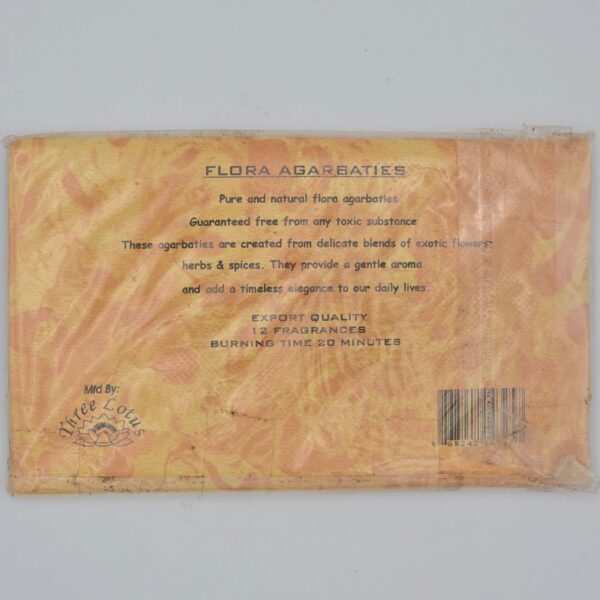 FLORA AGARBATIES
Pure and natural flora agarbaties
Guaranteed free from any toxic substance
These agarbaties are created from delicate blends of exotic flowers,
herbs & spices. They provide a gentle aroma
and add a timeless elegance to our daily lives.
EXPORT QUALITY
12 FRAGRANCES
BURNING TIME 20 MINUTES
Mfd By:
Three Lotus